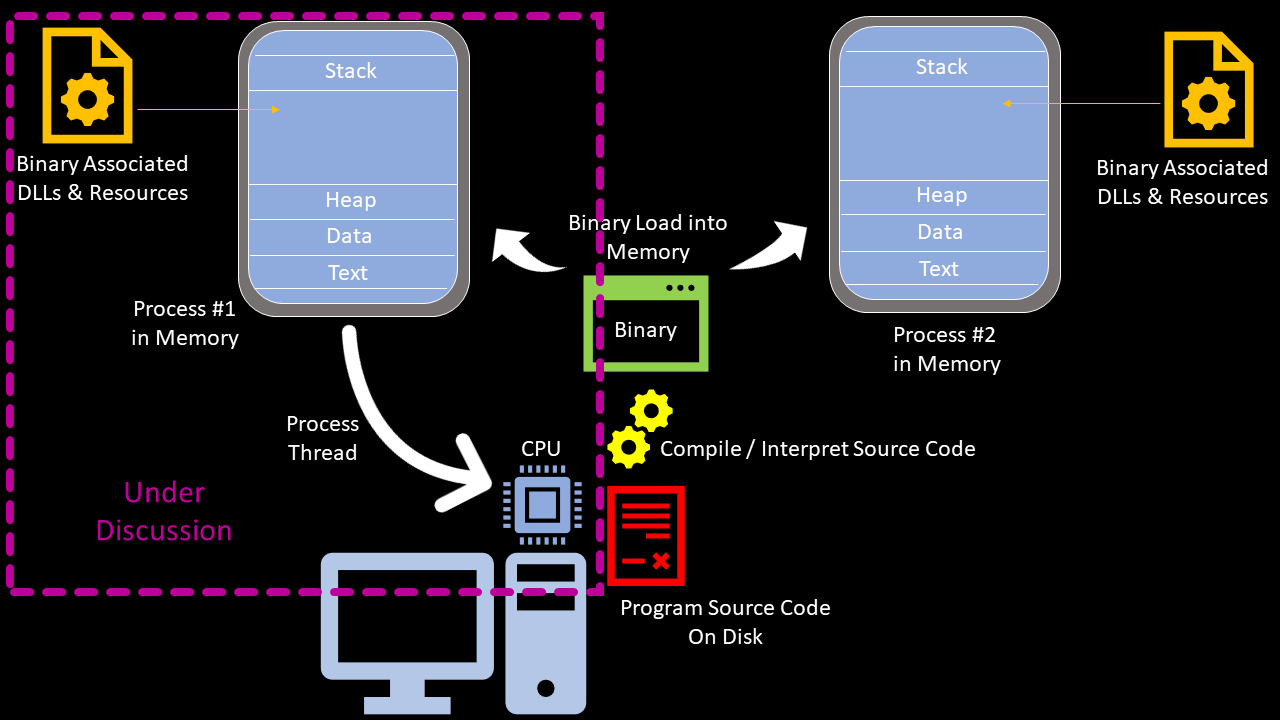 Stack
Binary Associated
DLLs & Resources
Heap
Data
Text
Process #1
in Memory
Binary Load into
Memory
Binary
Stack
Binary Associated
DLLs & Resources
Heap
Data
Text
Process #2
in Memory
Process
Thread
CPU
Compile / Interpret Source Code
Under
Discussion
Program Source Code
On Disk